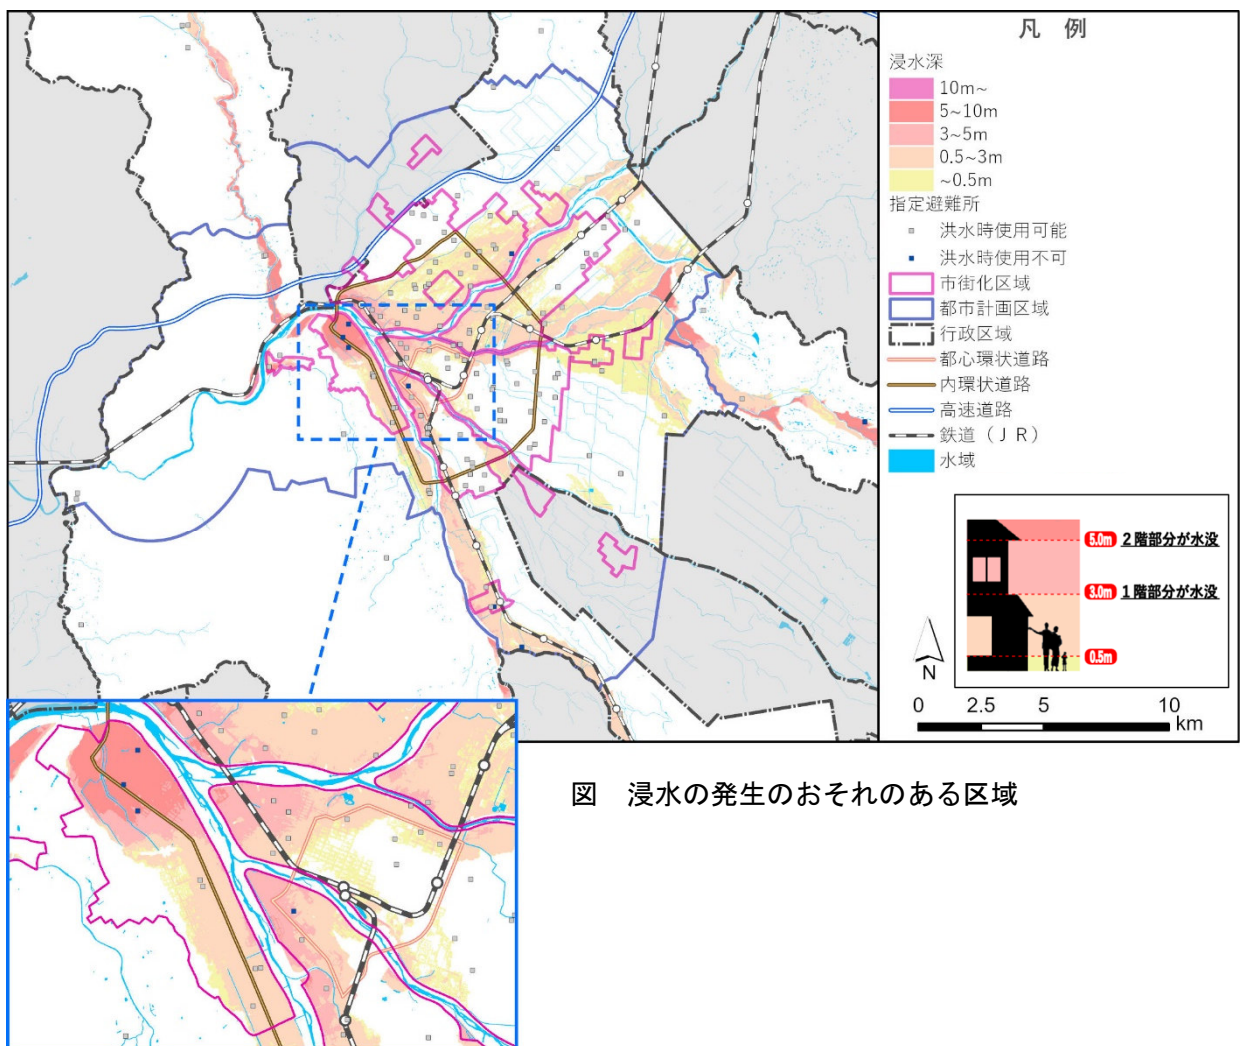 凡 例
浸水深
10m~
5~10m
3~5m
0.5~3m
~0.5m
指定避難所
洪水時使用可能
洪水時使用不可
市街化区域
都市計画区域
行政区域
都心環状道路
内環状道路
高速道路
鉄道（ＪＲ）
水域
5.0m 2階部分が水没
3.0m 1階部分が水没
0.5m
N
0 2.5 5 10
km
図 浸水の発生のおそれのある区域